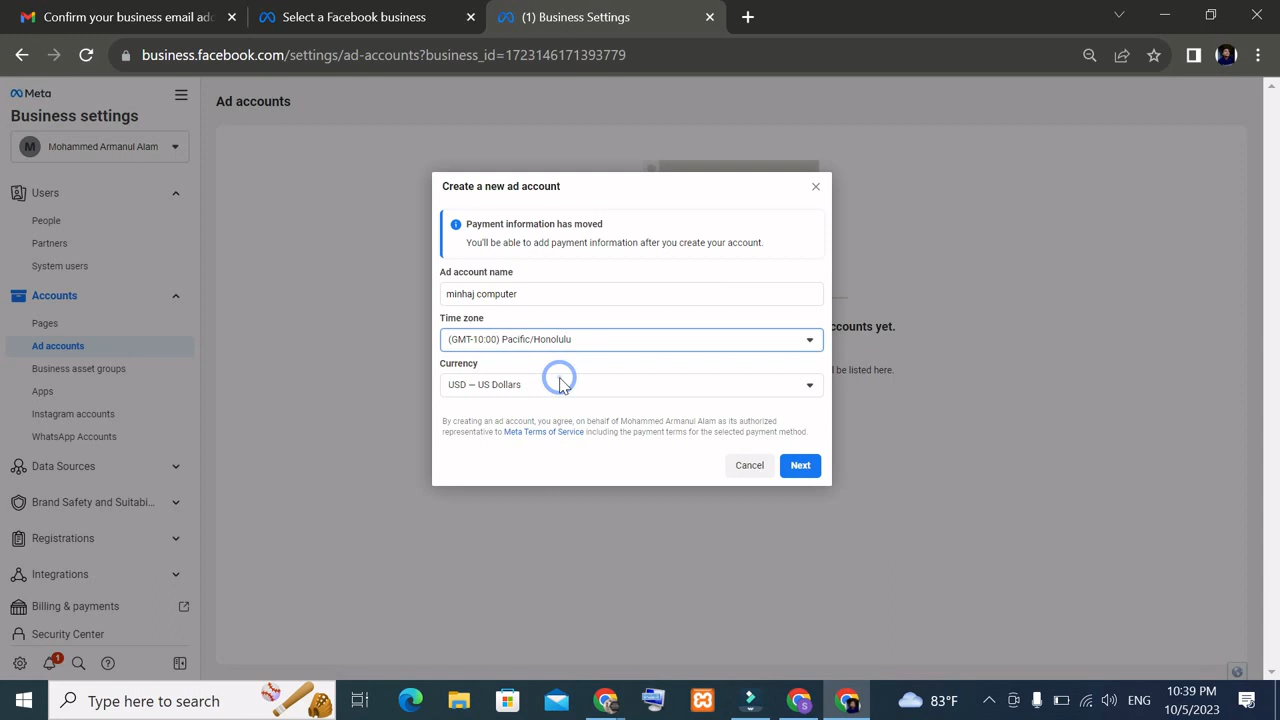 Confirm your business email add
Select a Facebook business
(1) Business Settings
business.facebook.com/settings/ad-accounts?business_id=1723146171393779
Meta
Business settings
M
Mohammed Armanul Alam
Users
People
Partners
System users
Accounts
Pages
Ad accounts
Business asset groups
Apps
Instagram accounts
WhatsApp Accounts
Data Sources
Brand Safety and Suitabi...
Registrations
Integrations
Billing & payments
Security Center
1
Ad accounts
ccounts yet.
l be listed here.
Create a new ad account
Payment information has moved
You'll be able to add payment information after you create your account.
Ad account name
minhaj computer
Time zone
(GMT-10:00) Pacific/Honolulu
Currency
USD — US Dollars
By creating an ad account, you agree, on behalf of Mohammed Armanul Alam as its authorized
representative to Meta Terms of Service including the payment terms for the selected payment method.
Cancel
Next
Type here to search
S
83°F
ENG
10:39 PM
10/5/2023